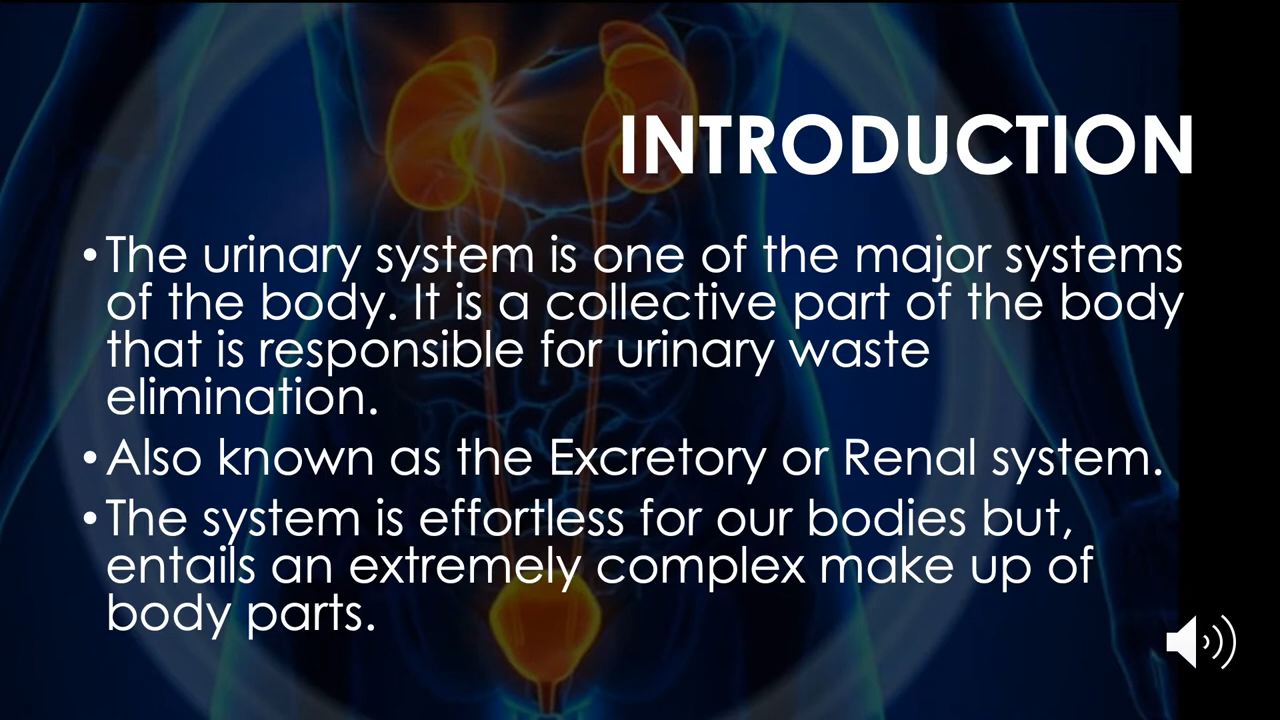 INTRODUCTION
•The urinary system is one of the major systems
of the body. It is a collective part of the body
that is responsible for urinary waste
elimination.
•Also known as the Excretory or Renal system.
•The system is effortless for our bodies but,
entails an extremely complex make up of
body parts.